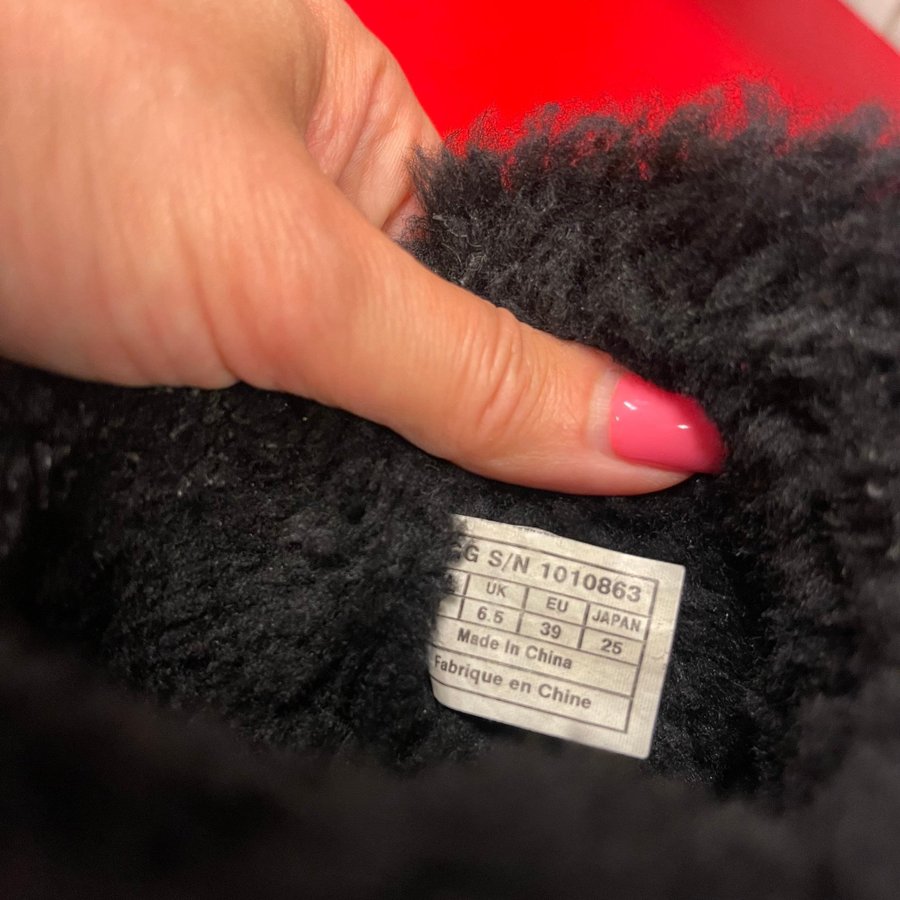 G S/N 1010863
UK EU JAPAN
6.5 39 25
Made In China
Fabrique en Chine